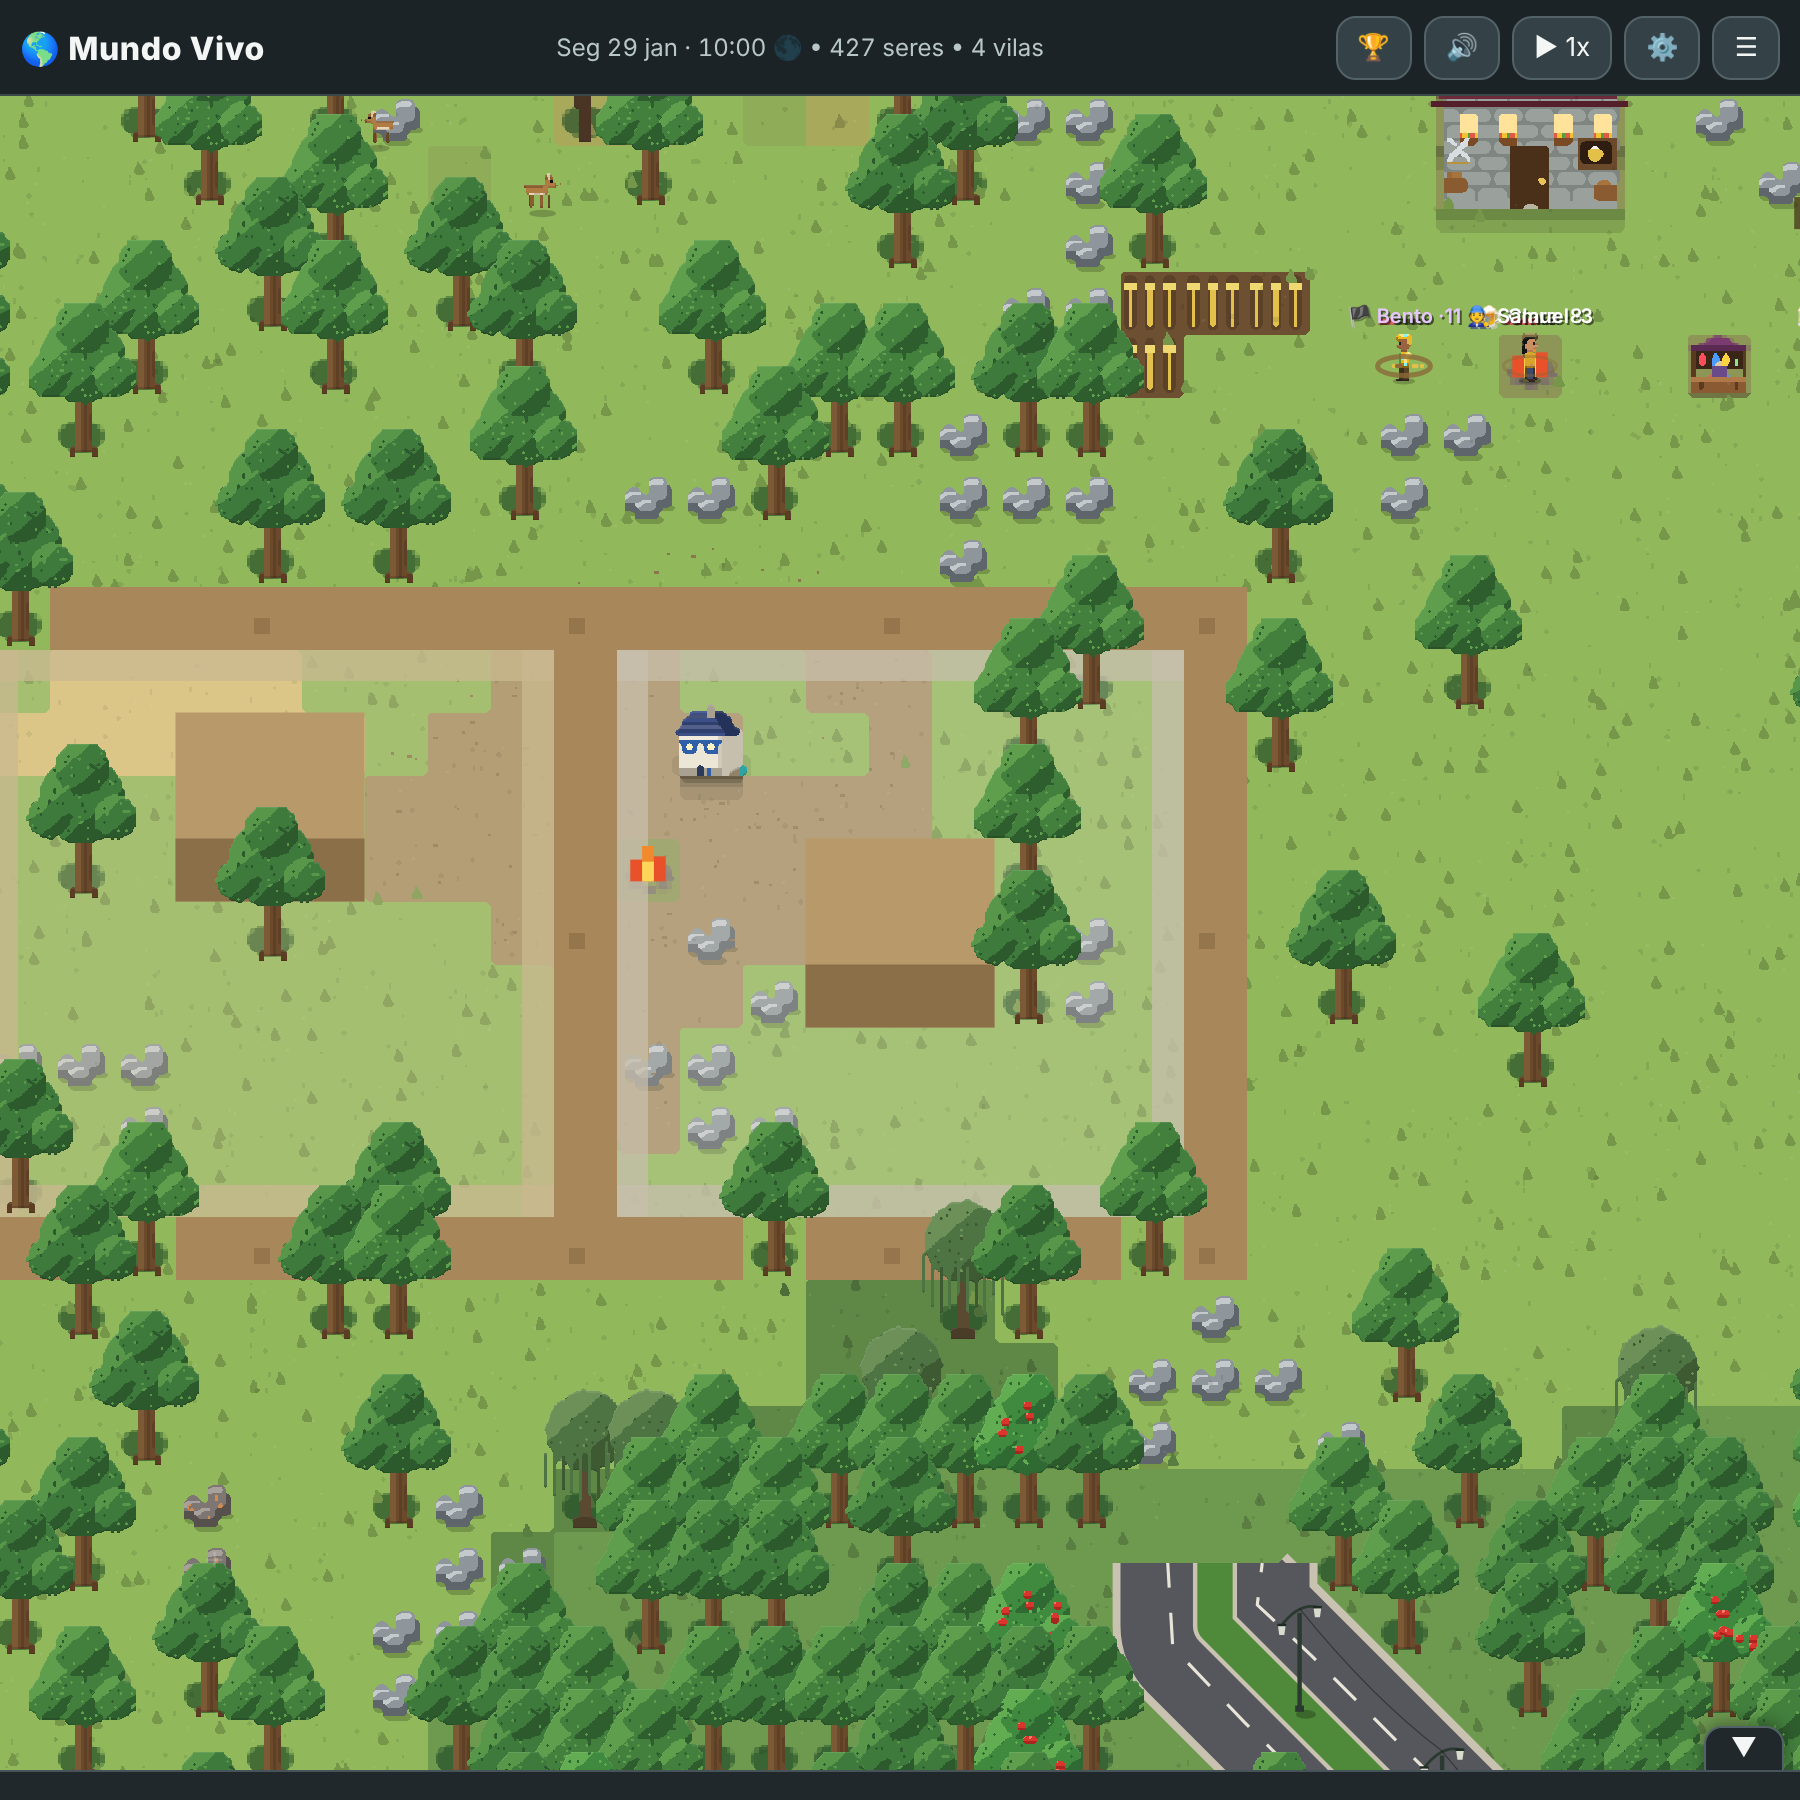 Mundo Vivo
Seg 29 jan · 10:00 • 427 seres • 4 vilas
1x
Bento ·11